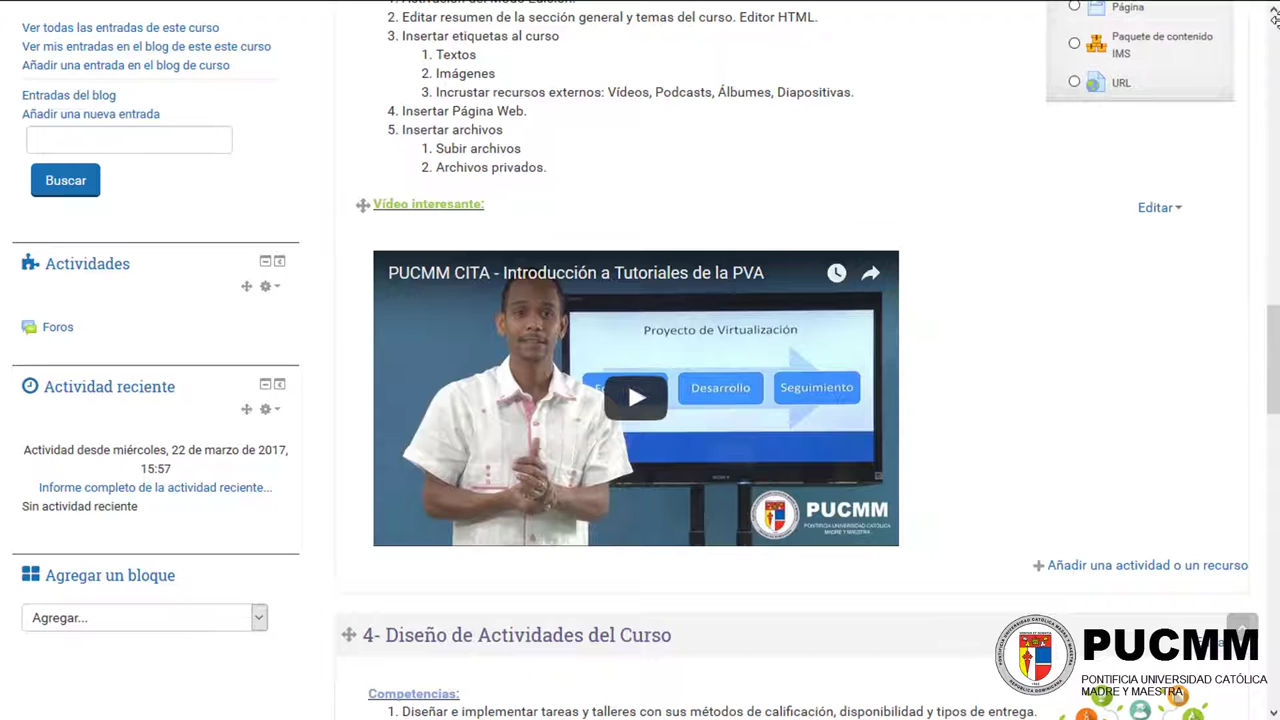 Ver todas las entradas de este curso
Ver mis entradas en el blog de este este curso
Añadir una entrada en el blog de curso
Entradas del blog
Añadir una nueva entrada
Buscar
Actividades
Foros
Actividad reciente
Actividad desde miércoles, 22 de marzo de 2017,
15:57
Informe completo de la actividad reciente...
Sin actividad reciente
Agregar un bloque
Agregar...
2. Editar resumen de la sección general y temas del curso. Editor HTML.
3. Insertar etiquetas al curso
1. Textos
2. Imágenes
3. Incrustar recursos externos: Vídeos, Podcasts, Álbumes, Diapositivas.
4. Insertar Página Web.
5. Insertar archivos
1. Subir archivos
2. Archivos privados.
Página
Paquete de contenido
IMS
URL
Vídeo interesante:
Editar
PUCMM CITA - Introducción a Tutoriales de la PVA
Proyecto de Virtualización
Desarrollo
Seguimiento
PUCMM
PONTIFICIA UNIVERSIDAD CATÓLICA
MADRE Y MAESTRA
Añadir una actividad o un recurso
4- Diseño de Actividades del Curso
Competencias:
1. Diseñar e implementar tareas y talleres con sus métodos de calificación, disponibilidad y tipos de entrega.
PUCMM
PONTIFICIA UNIVERSIDAD CATÓLICA
MADRE Y MAESTRA